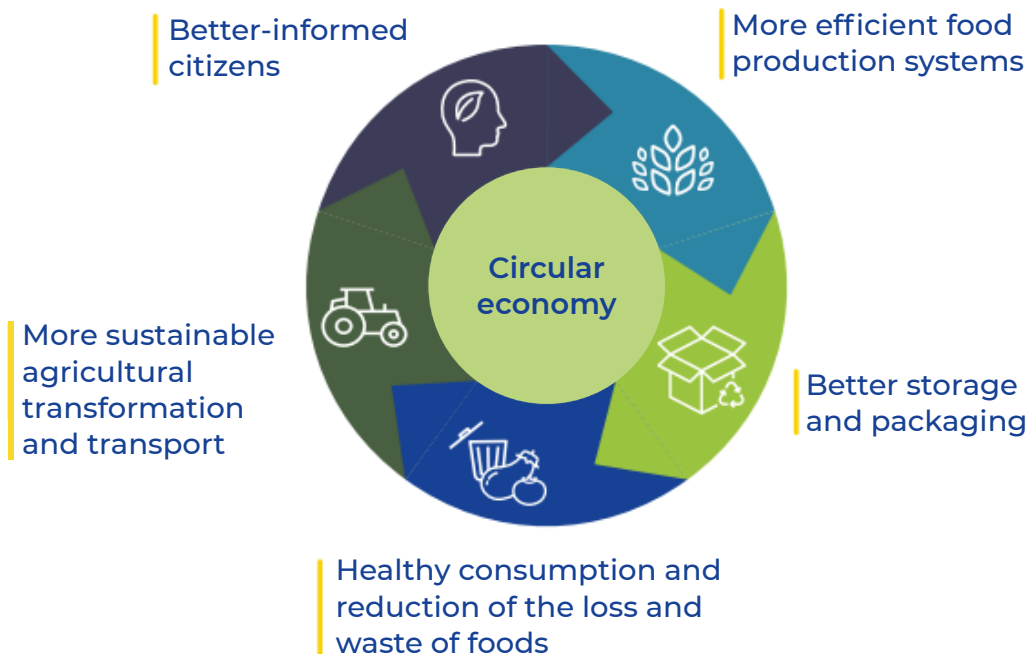 Better-informed
citizens
More efficient food
production systems
Circular
economy
More sustainable
agricultural
transformation
and transport
Better storage
and packaging
Healthy consumption and
reduction of the loss and
waste of foods